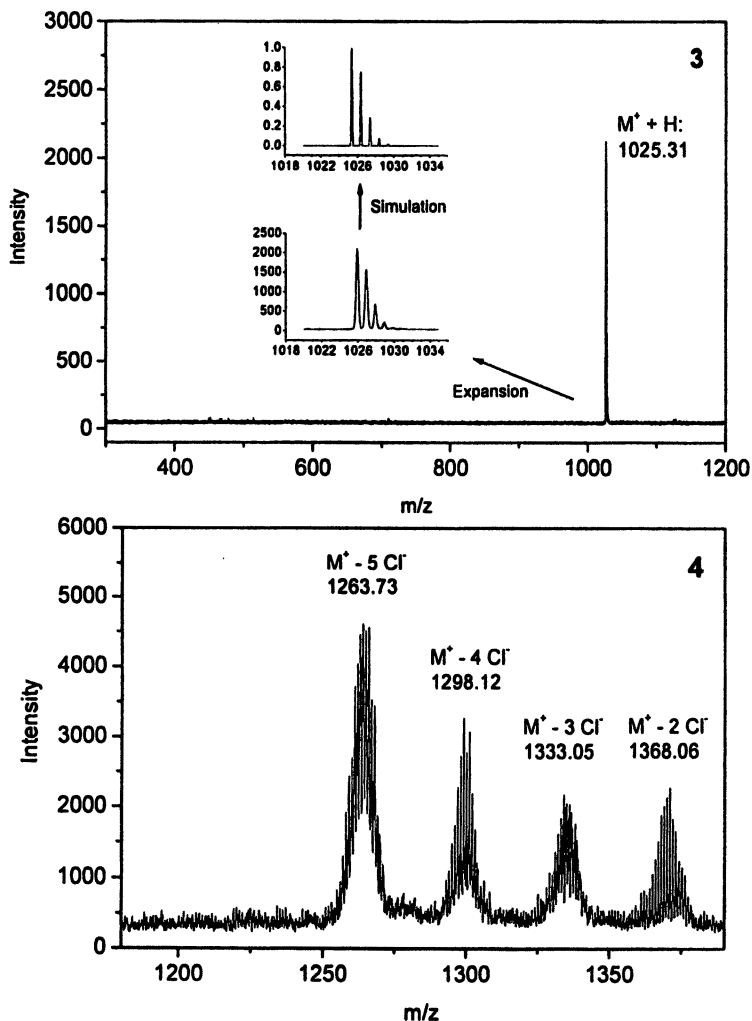 3000
2500
2000
1500
1000
500
0
Intensity
400 600 800 1000 1200
m/z
3
M⁺ + H:
1025.31
1.0
0.8
0.6
0.4
0.2
0.0
1018 1022 1026 1030 1034
Simulation
2500
2000
1500
1000
500
0
1018 1022 1026 1030 1034
Expansion
6000
5000
4000
3000
2000
1000
0
Intensity
1200 1250 1300 1350
m/z
4
M⁺ - 5 Cl⁻
1263.73
M⁺ - 4 Cl⁻
1298.12
M⁺ - 3 Cl⁻
1333.05
M⁺ - 2 Cl⁻
1368.06